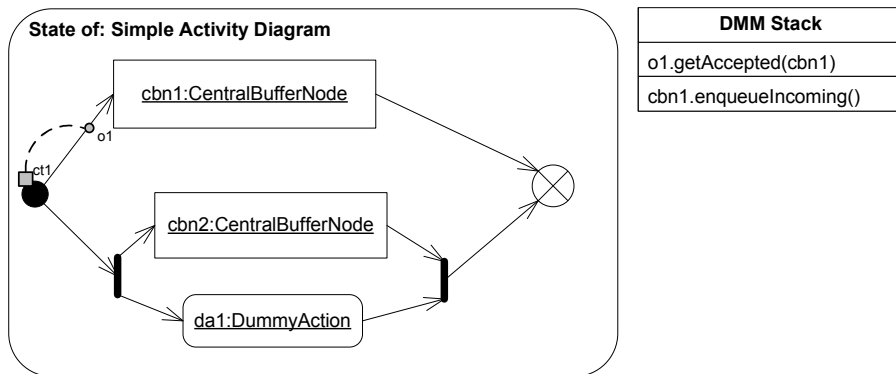 State of: Simple Activity Diagram
cbn1:CentralBufferNode
o1
ct1
cbn2:CentralBufferNode
da1:DummyAction
DMM Stack
o1.getAccepted(cbn1)
cbn1.enqueueIncoming()